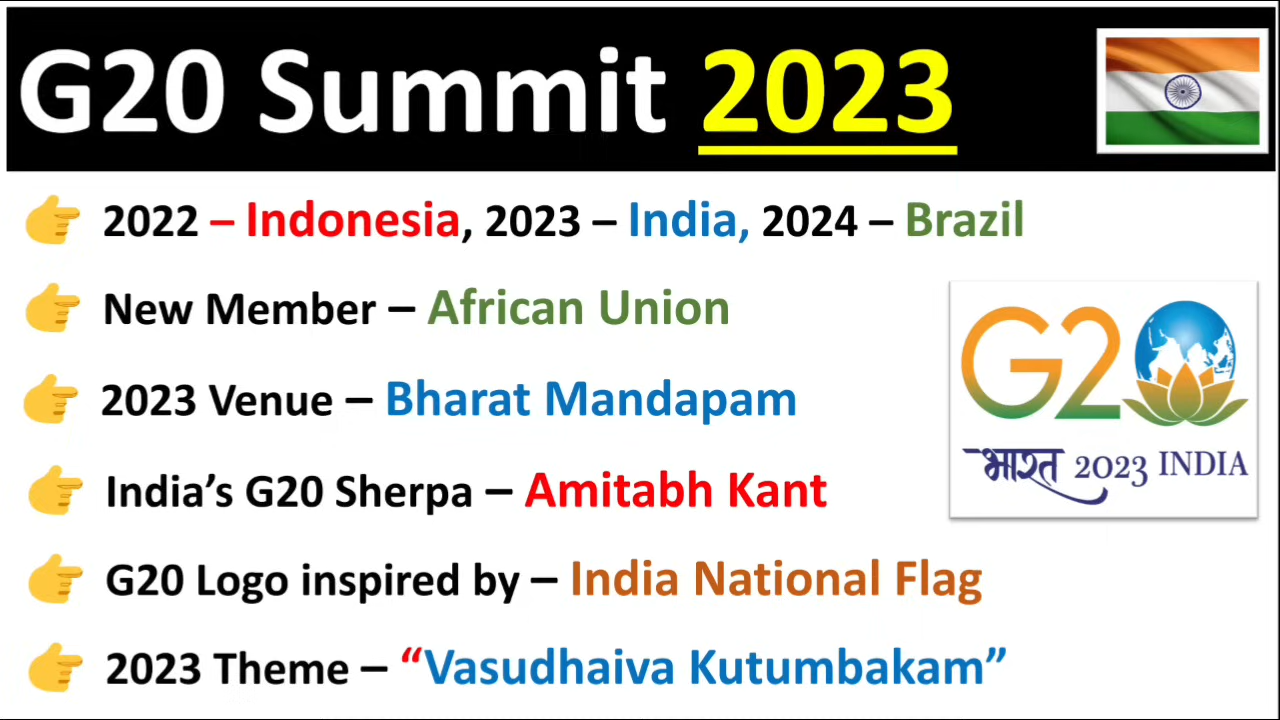 G20 Summit 2023
2022 – Indonesia, 2023 – India, 2024 – Brazil
New Member – African Union
2023 Venue – Bharat Mandapam
India’s G20 Sherpa – Amitabh Kant
G20 Logo inspired by – India National Flag
2023 Theme – “Vasudhaiva Kutumbakam”
G20
भारत 2023 INDIA